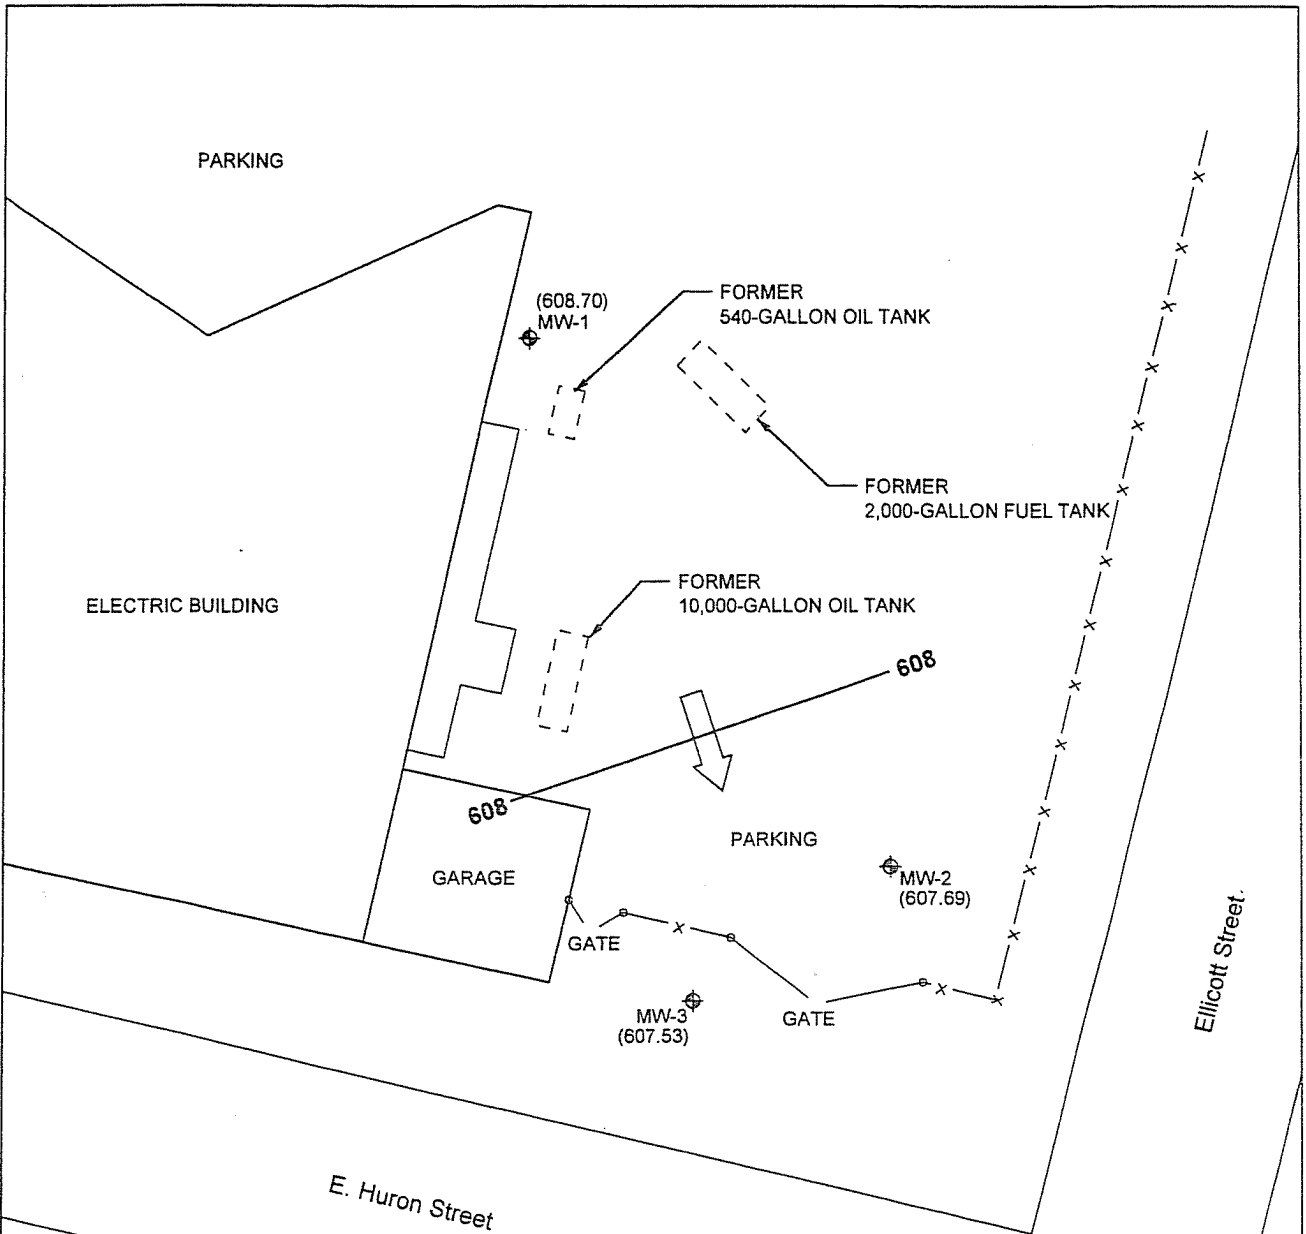 PARKING
(608.70)
MW-1
FORMER
540-GALLON OIL TANK
FORMER
2,000-GALLON FUEL TANK
FORMER
10,000-GALLON OIL TANK
ELECTRIC BUILDING
608
608
PARKING
GARAGE
MW-2
(607.69)
GATE
MW-3
(607.53)
GATE
Ellicott Street
E. Huron Street